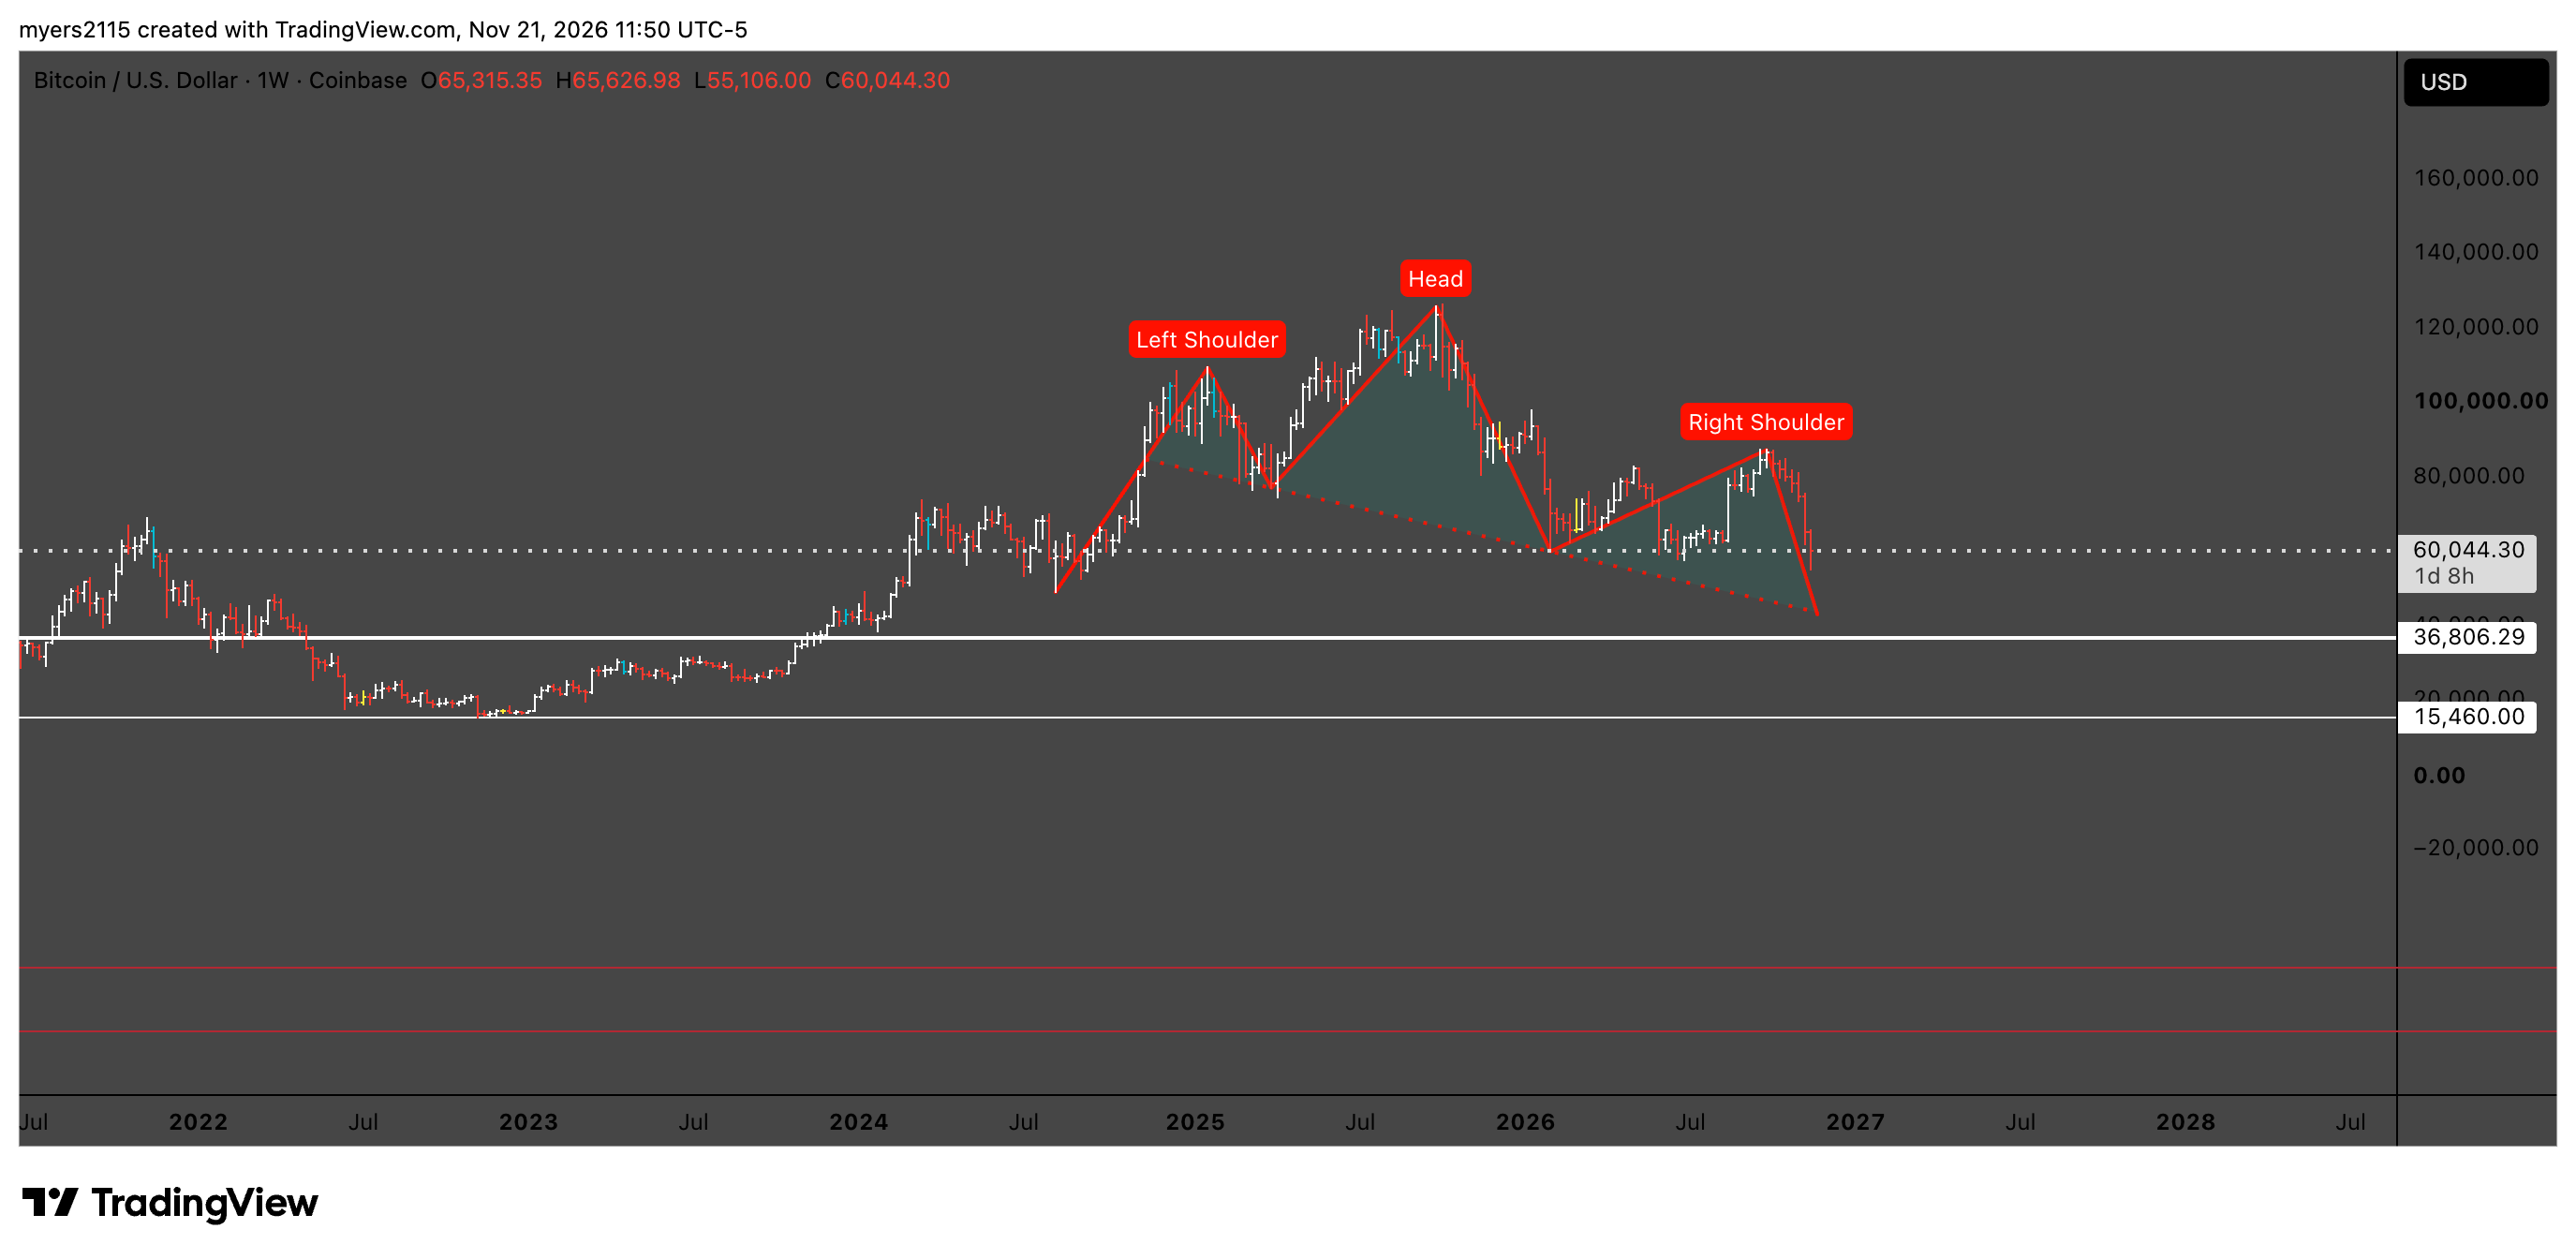 myers2115 created with TradingView.com, Nov 21, 2026 11:50 UTC-5
Bitcoin / U.S. Dollar · 1W · Coinbase O65,315.35 H65,626.98 L55,106.00 C60,044.30
USD
160,000.00
140,000.00
Head
120,000.00
Left Shoulder
100,000.00
Right Shoulder
80,000.00
60,044.30
1d 8h
36,806.29
20,000.00
15,460.00
0.00
−20,000.00
Jul 2022 Jul 2023 Jul 2024 Jul 2025 Jul 2026 Jul 2027 Jul 2028 Jul
TradingView